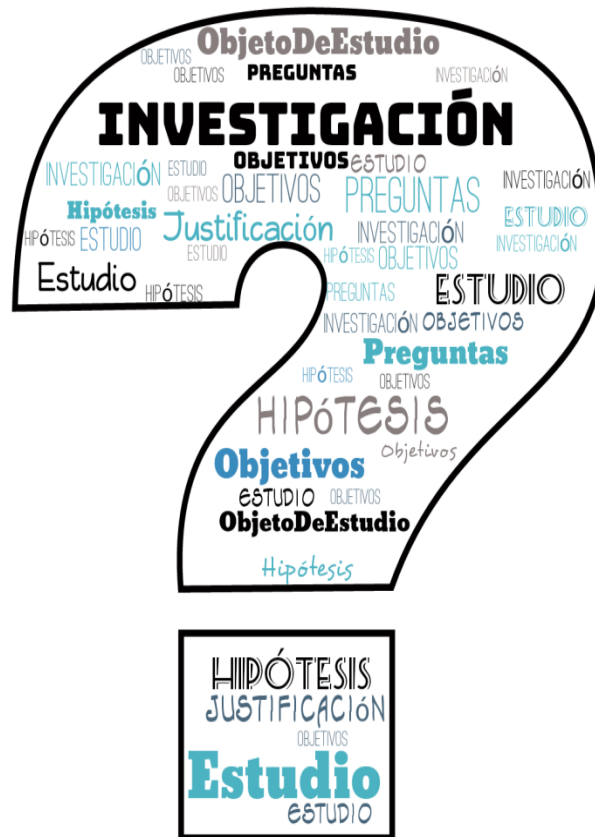 ObjetoDeEstudio
OBJETIVOS
OBJETIVOS PREGUNTAS INVESTIGACIÓN
INVESTIGACIÓN
OBJETIVOS ESTUDIO
INVESTIGACIÓN ESTUDIO
OBJETIVOS OBJETIVOS PREGUNTAS INVESTIGACIÓN
Hipótesis Justificación ESTUDIO
HIPÓTESIS ESTUDIO INVESTIGACIÓN INVESTIGACIÓN
ESTUDIO HIPÓTESIS OBJETIVOS
Estudio HIPÓTESIS PREGUNTAS ESTUDIO
INVESTIGACIÓN OBJETIVOS
Preguntas
HIPÓTESIS OBJETIVOS
HIPÓTESIS
Objetivos
Objetivos
ESTUDIO OBJETIVOS
ObjetoDeEstudio
Hipótesis
HIPÓTESIS
JUSTIFICACIÓN
OBJETIVOS
Estudio
ESTUDIO